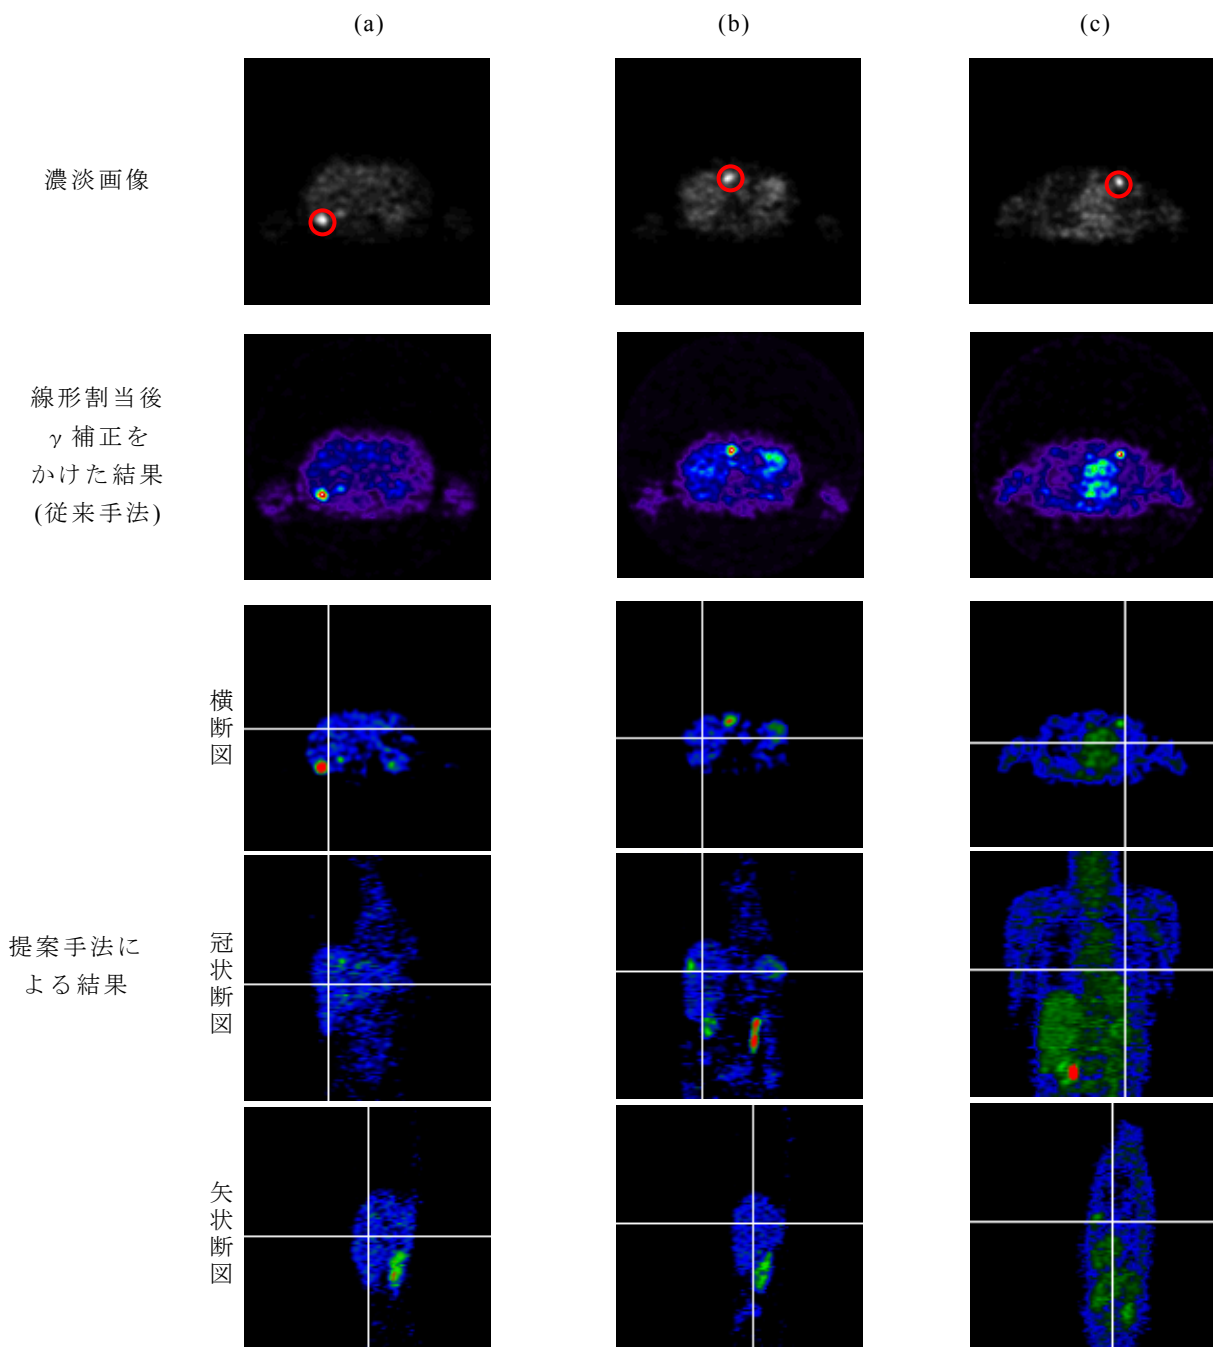 (a)
(b)
(c)
濃淡画像
線形割当後
γ補正を
かけた結果
(従来手法)
横断図
提案手法に
よる結果
冠状断図
矢状断図